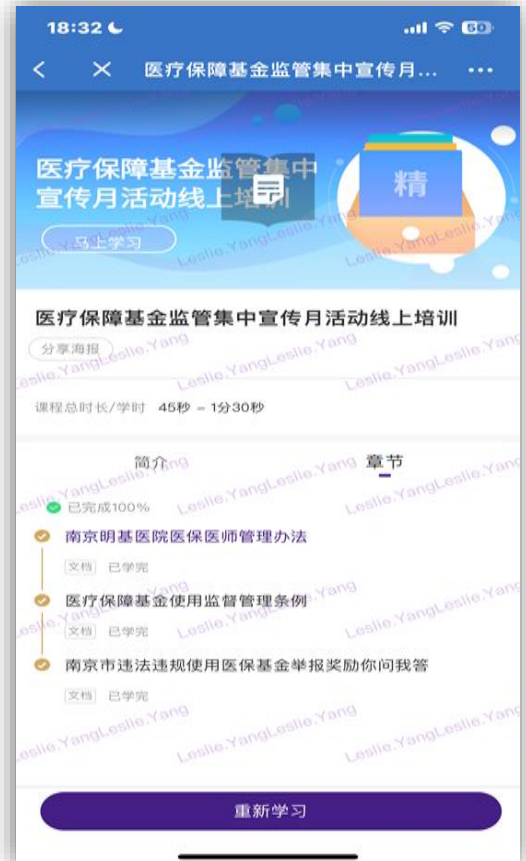 18:32
50
医疗保障基金监管集中宣传月...
医疗保障基金监管集中
宣传月活动线上培训
精
马上学习
医疗保障基金监管集中宣传月活动线上培训
分享海报
课程总时长/学时 45秒 – 1分30秒
简介
章节
已完成100%
南京明基医院医保医师管理办法
文档 已学完
医疗保障基金使用监督管理条例
文档 已学完
南京市违法违规使用医保基金举报奖励你问我答
文档 已学完
重新学习
Leslie.YangLeslie.Yang